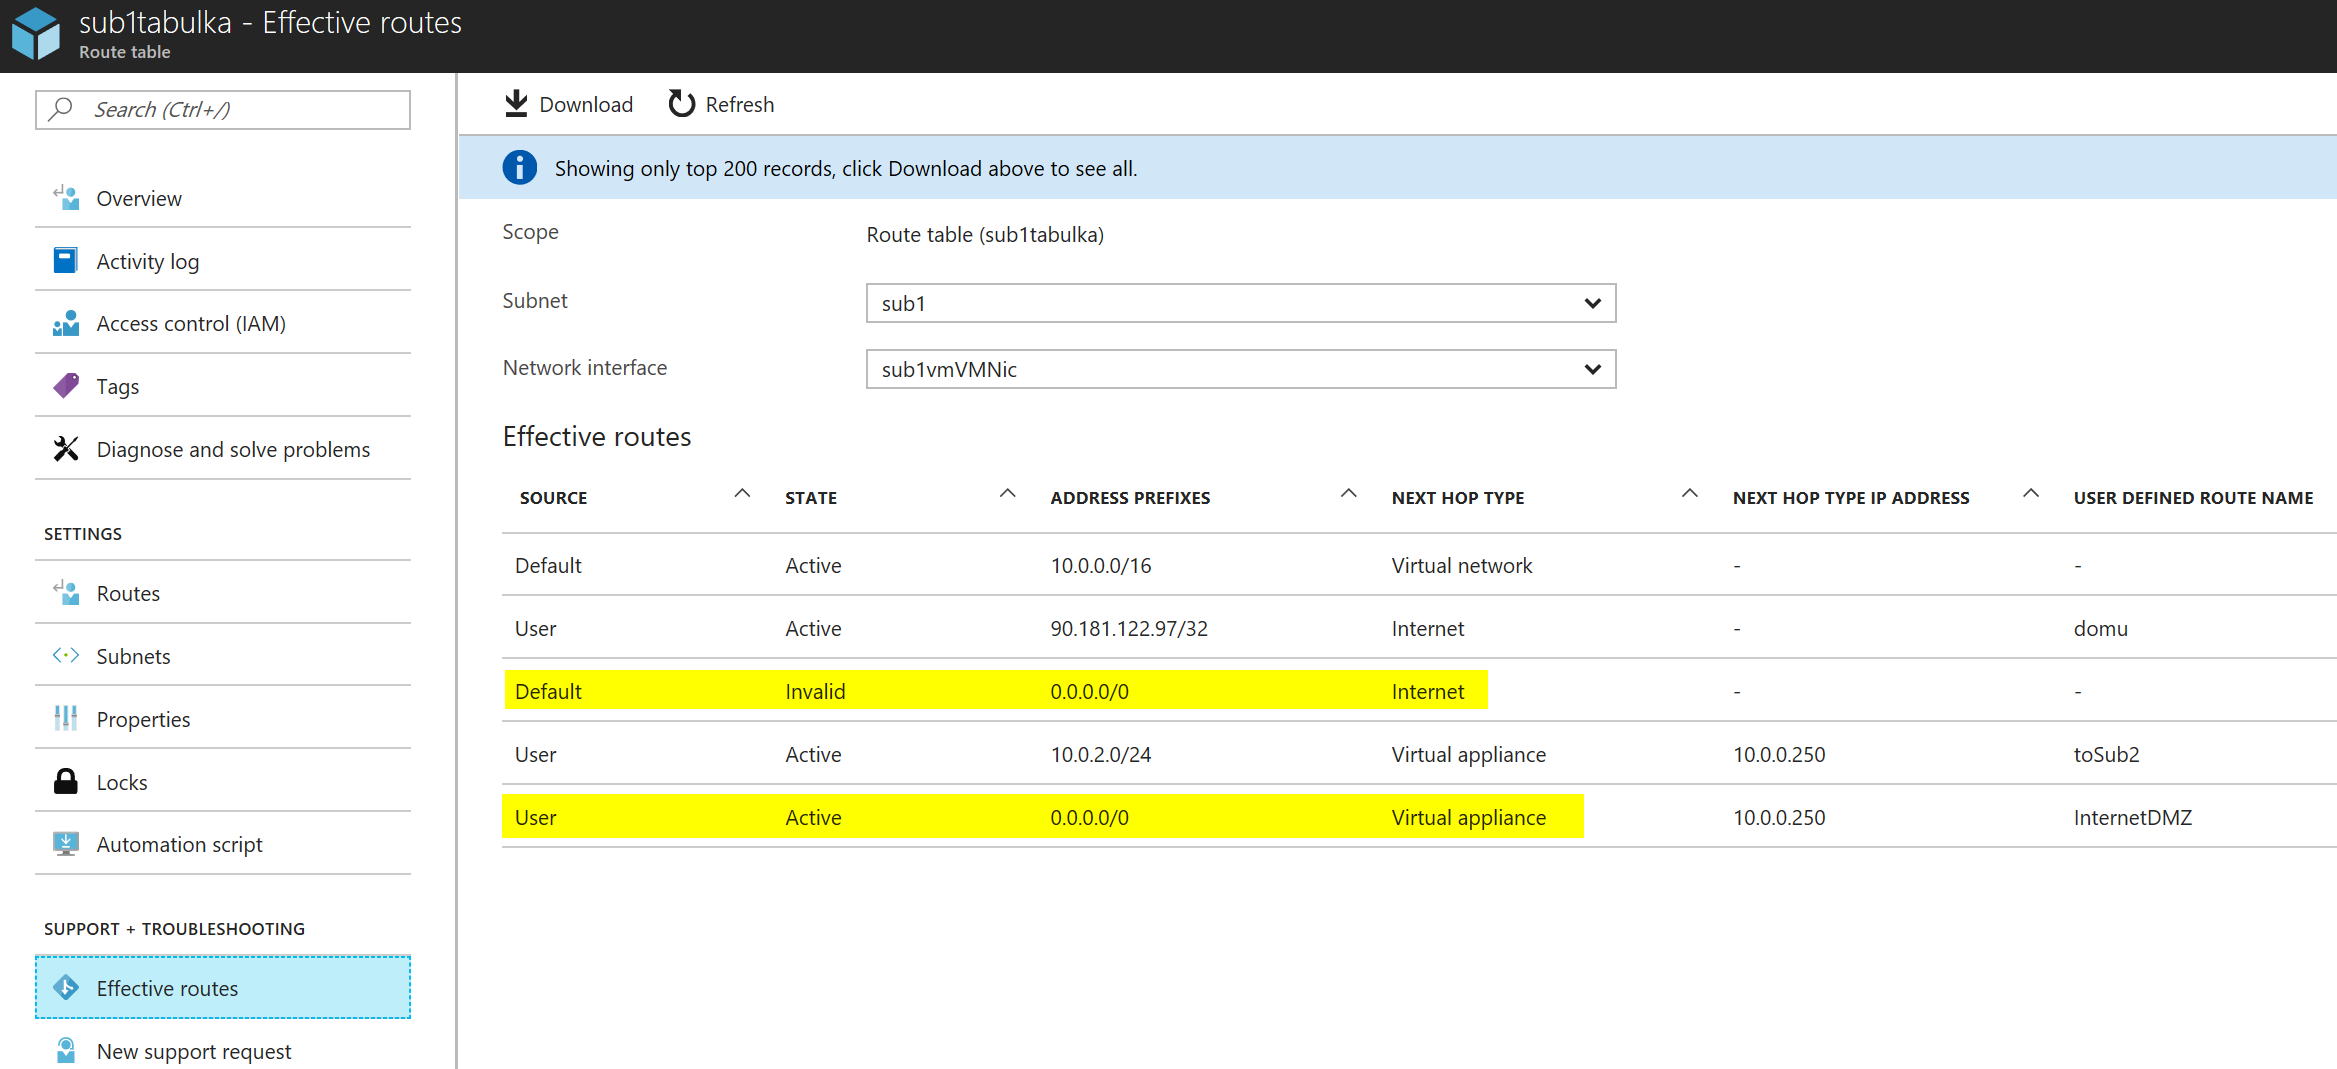 sub1tabulka - Effective routes
Route table
Search (Ctrl+/)
Overview
Activity log
Access control (IAM)
Tags
Diagnose and solve problems
SETTINGS
Routes
Subnets
Properties
Locks
Automation script
SUPPORT + TROUBLESHOOTING
Effective routes
New support request
Download Refresh
Showing only top 200 records, click Download above to see all.
Scope Route table (sub1tabulka)
Subnet sub1
Network interface sub1vmVMNic
Effective routes
SOURCE STATE ADDRESS PREFIXES NEXT HOP TYPE NEXT HOP TYPE IP ADDRESS USER DEFINED ROUTE NAME
Default Active 10.0.0.0/16 Virtual network - -
User Active 90.181.122.97/32 Internet - domu
Default Invalid 0.0.0.0/0 Internet - -
User Active 10.0.2.0/24 Virtual appliance 10.0.0.250 toSub2
User Active 0.0.0.0/0 Virtual appliance 10.0.0.250 InternetDMZ